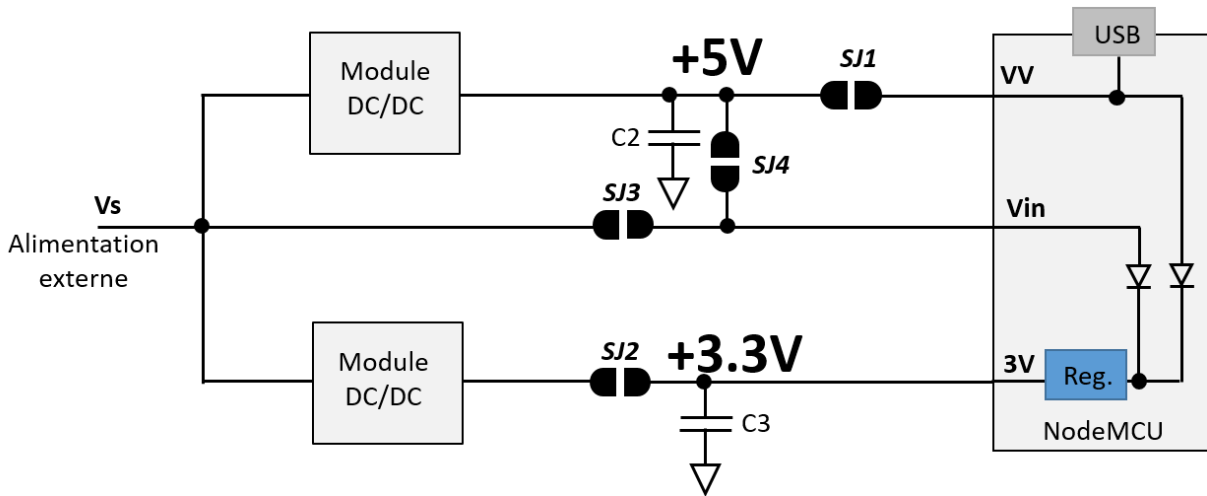 USB
Module
DC/DC
+5V
SJ1
VV
C2
SJ4
Vs
SJ3
Vin
Alimentation
externe
Module
DC/DC
SJ2
+3.3V
3V
Reg.
C3
NodeMCU